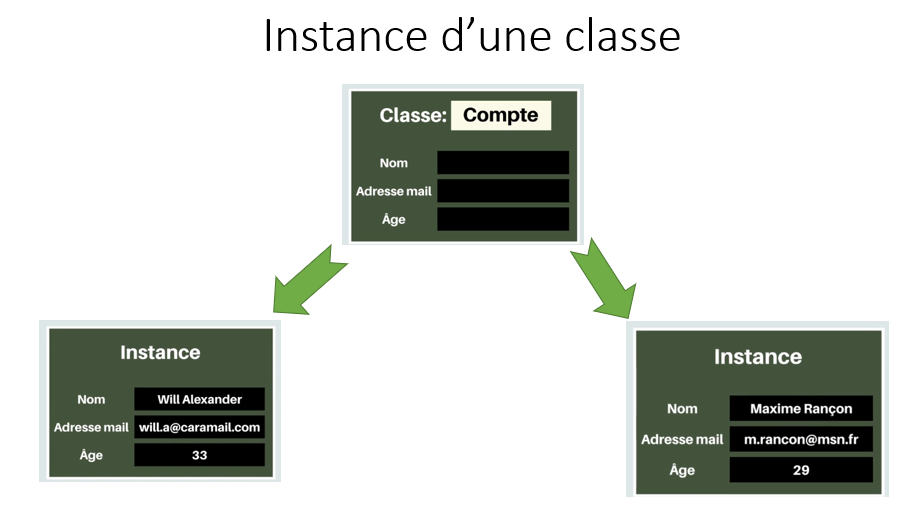 Instance d’une classe
Classe: Compte
Nom
Adresse mail
Âge
Instance
Nom Will Alexander
Adresse mail will.a@caramail.com
Âge 33
Instance
Nom Maxime Rançon
Adresse mail m.rancon@msn.fr
Âge 29